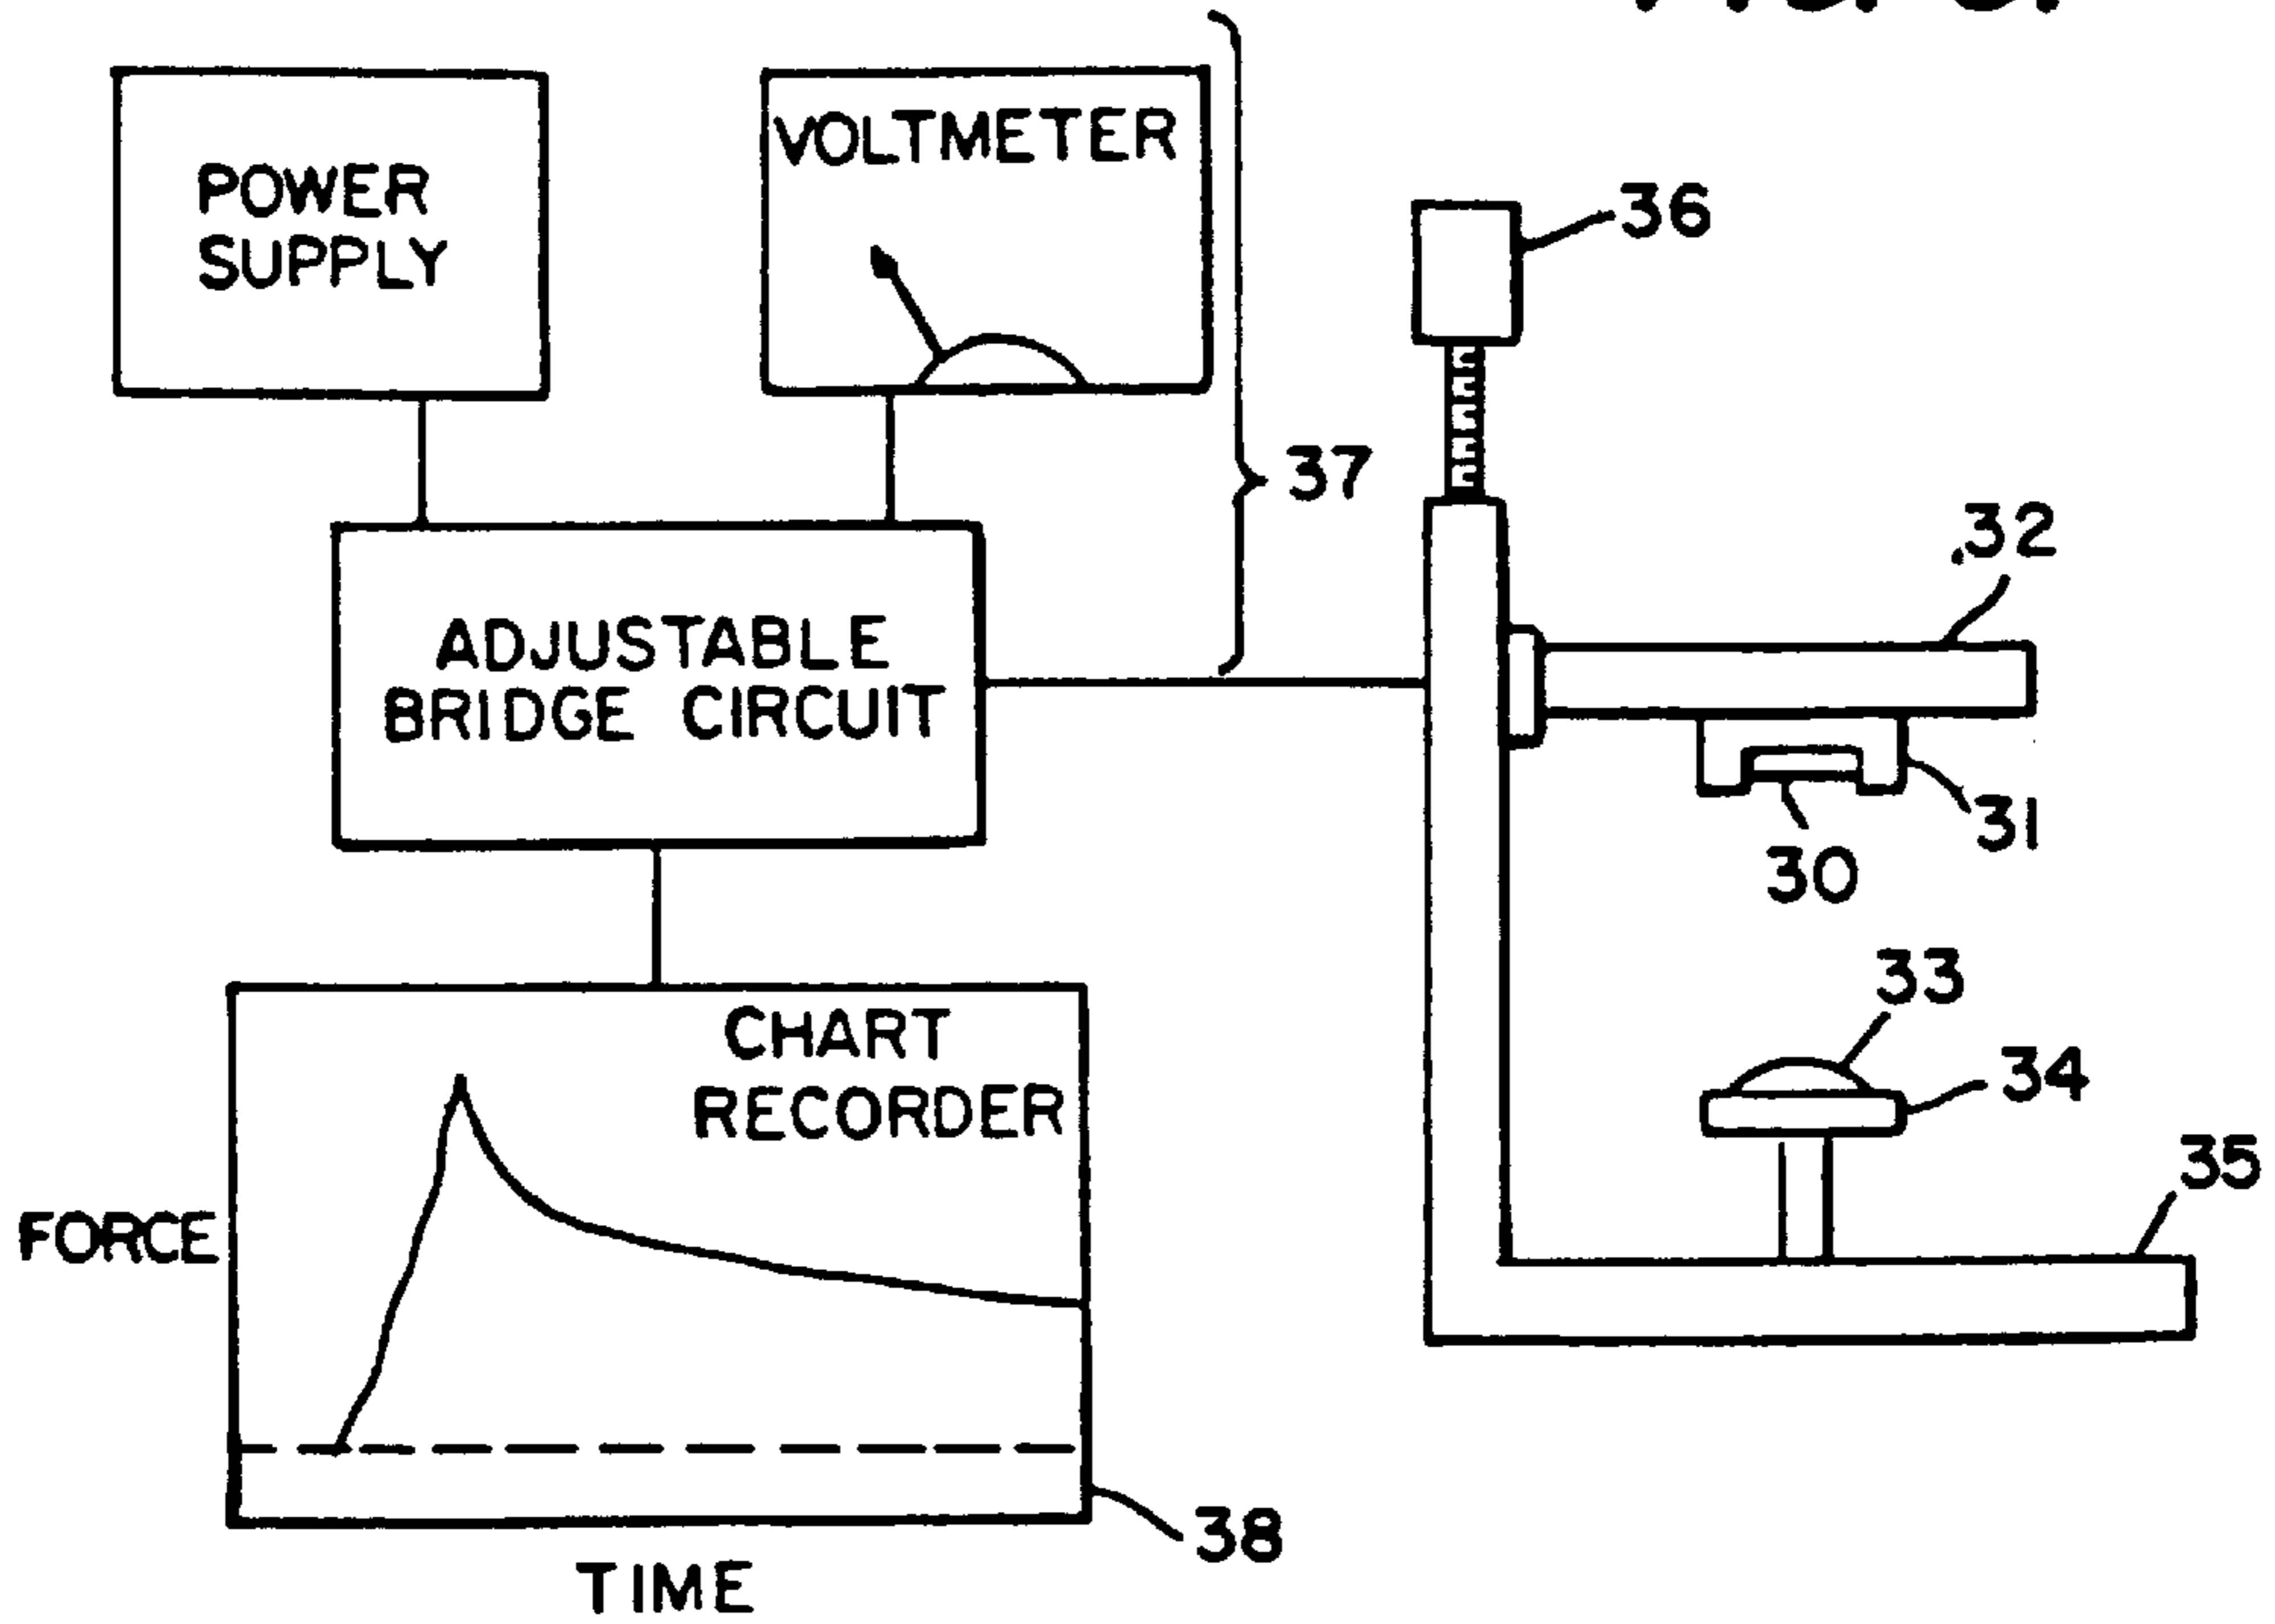 POWER
SUPPLY
VOLTMETER
36
37
32
ADJUSTABLE
BRIDGE CIRCUIT
31
30
33
CHART
RECORDER
34
35
FORCE
38
TIME